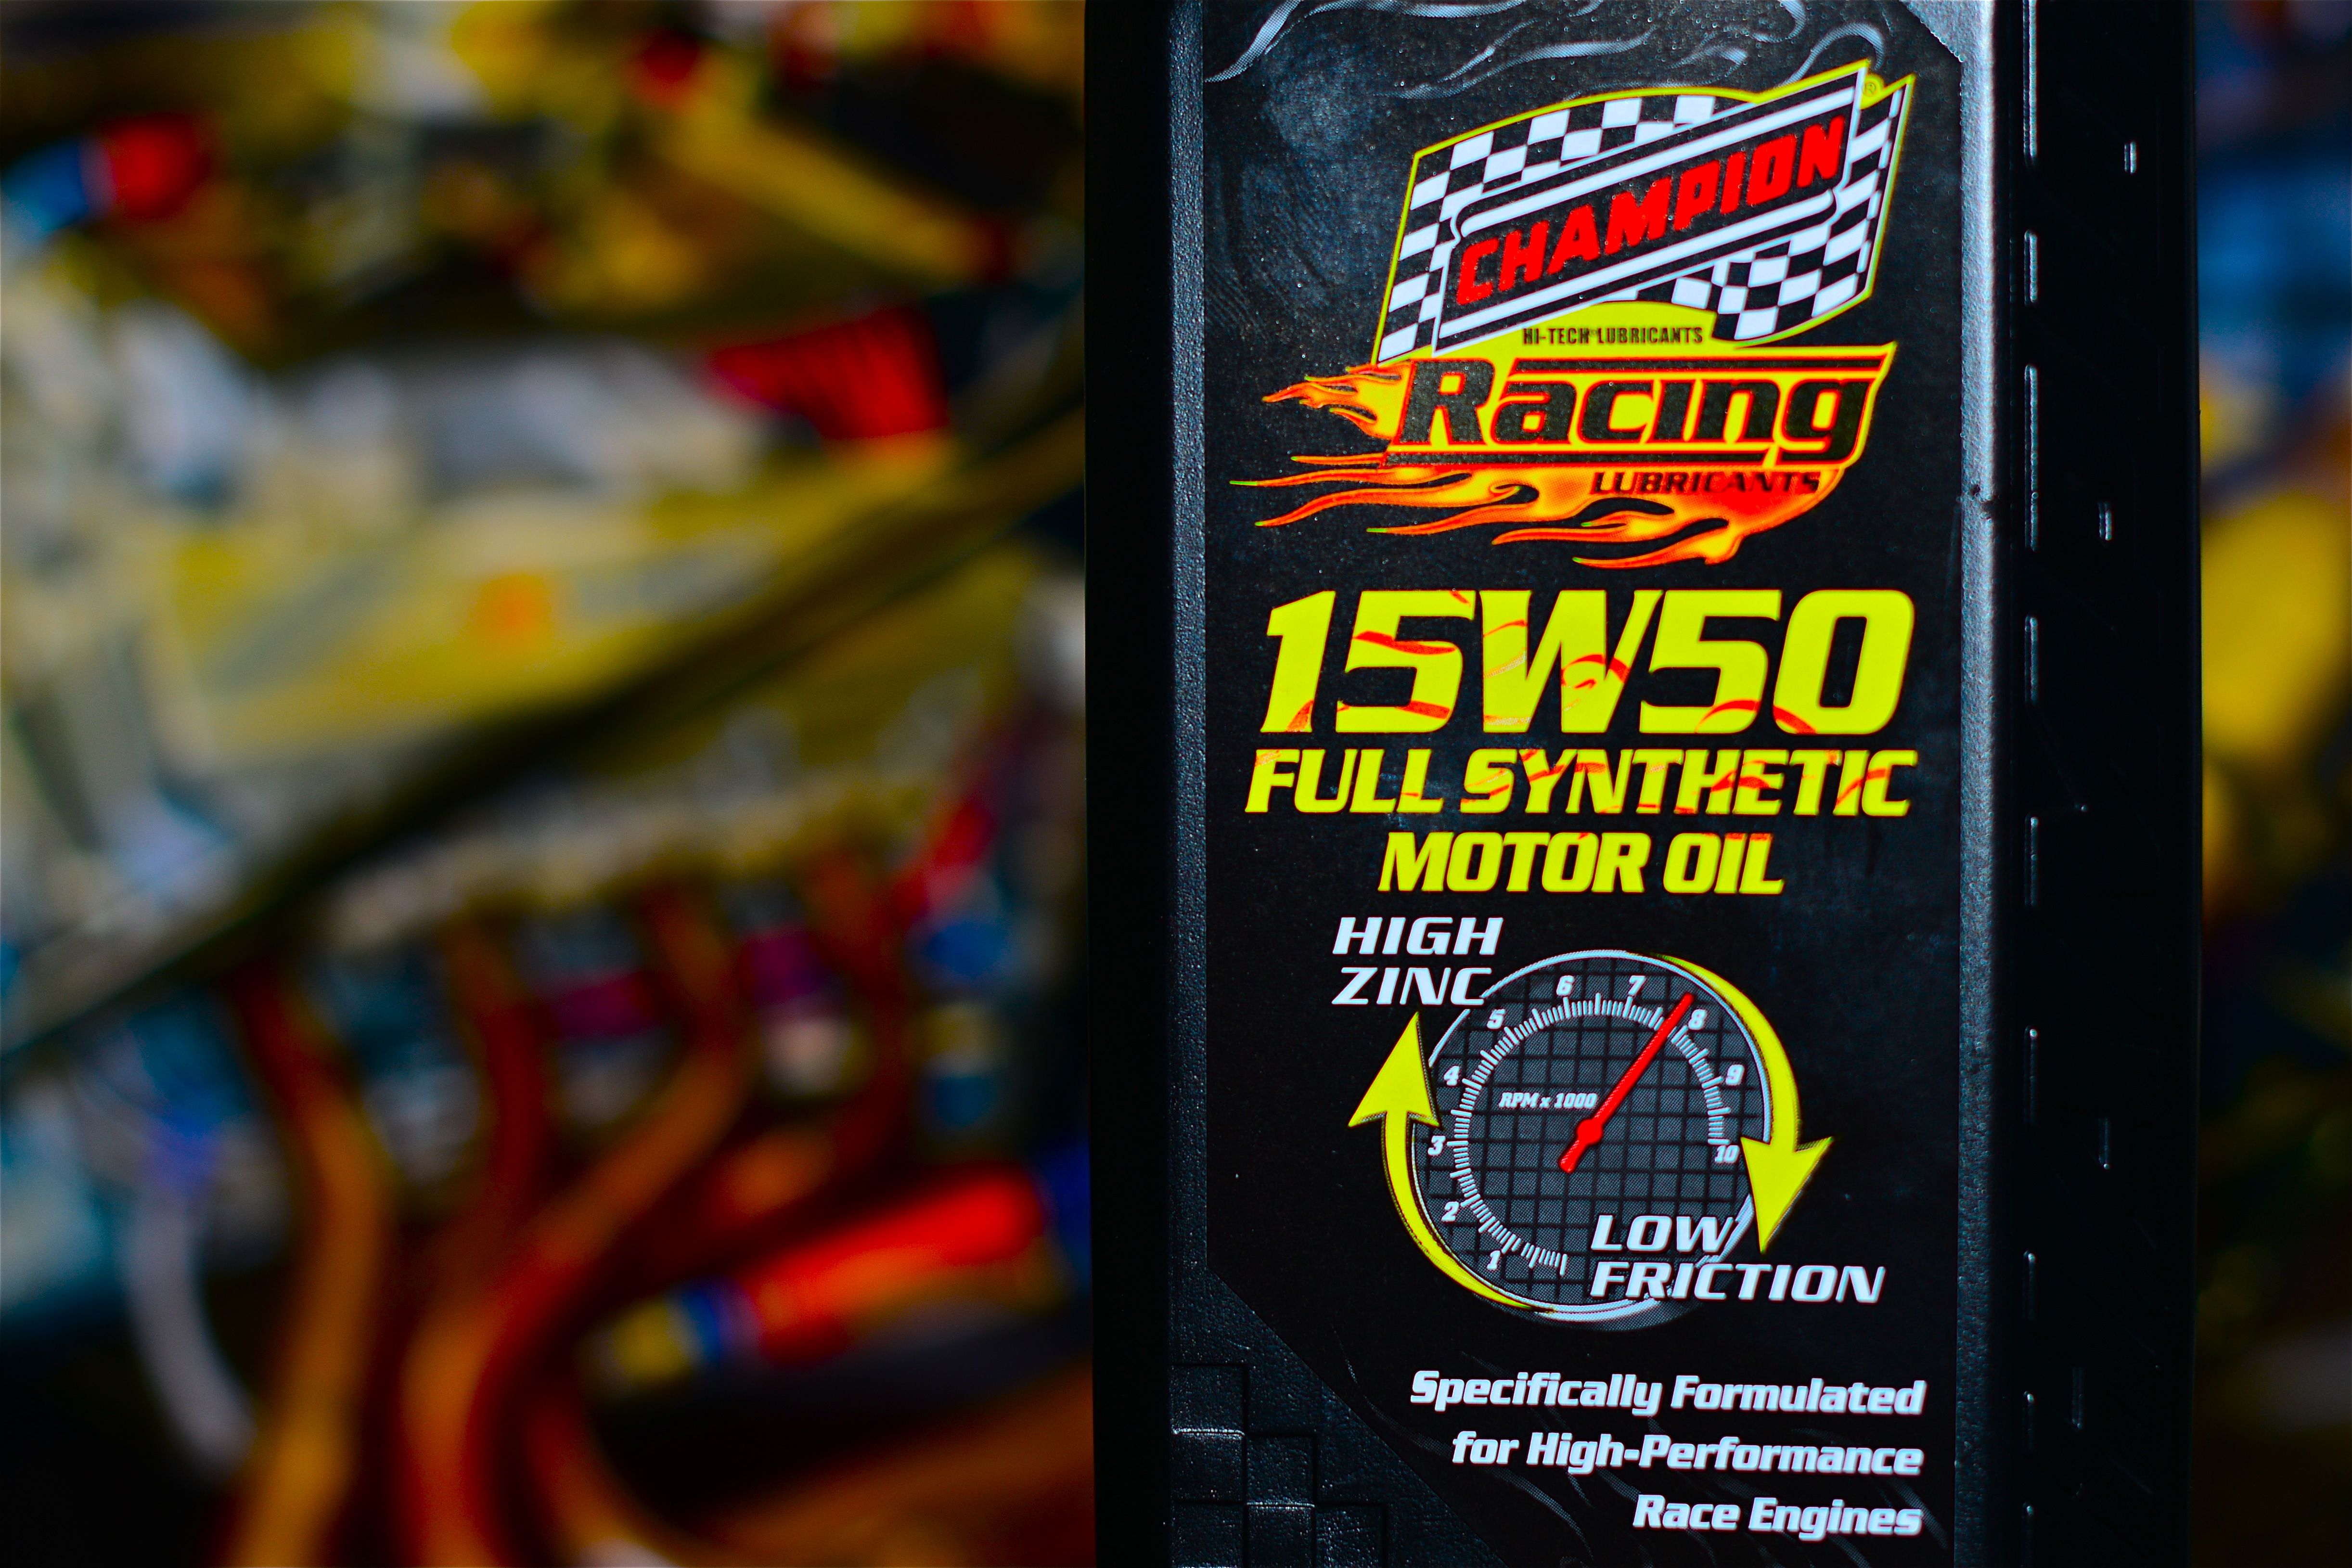 CHAMPION®
HI-TECH® LUBRICANTS
Racing
LUBRICANTS
15W50
FULL SYNTHETIC
MOTOR OIL
HIGH
ZINC
1
2
3
4
5
6
7
8
9
10
RPM x 1000
LOW
FRICTION
Specifically Formulated
for High-Performance
Race Engines